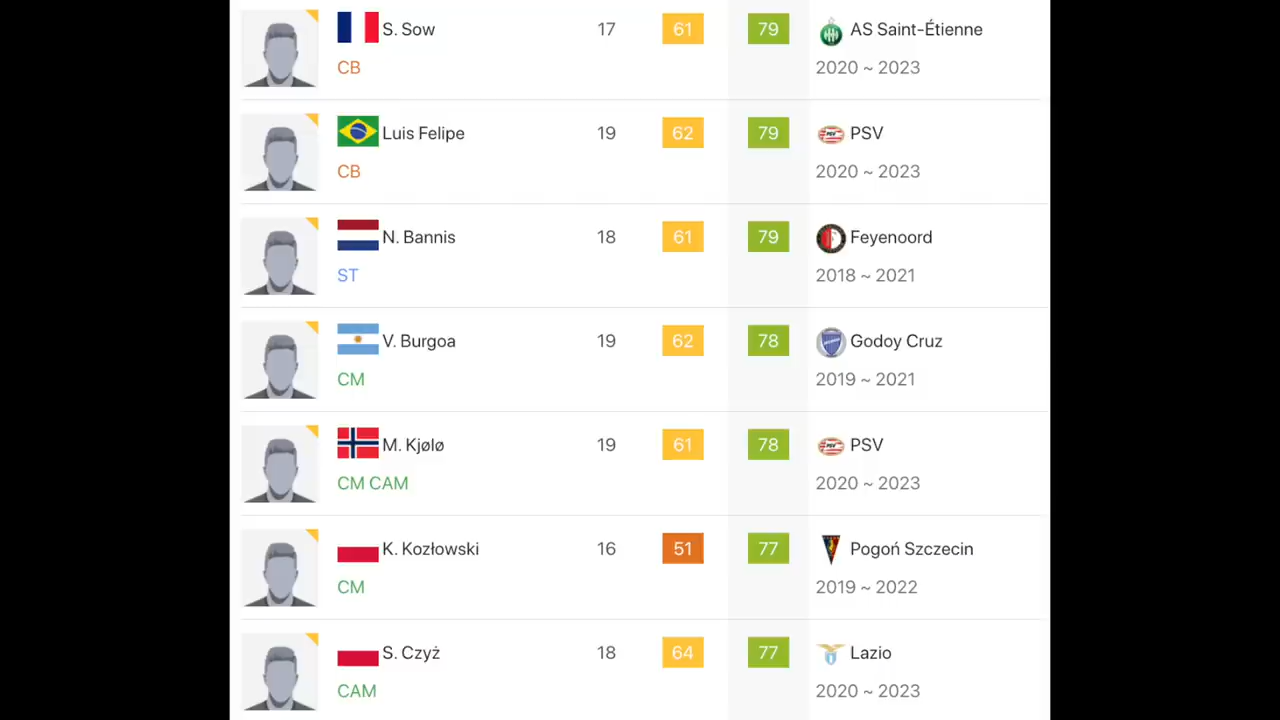 S. Sow 17 61 79 AS Saint-Étienne
CB 2020 ~ 2023
Luis Felipe 19 62 79 PSV
CB 2020 ~ 2023
N. Bannis 18 61 79 Feyenoord
ST 2018 ~ 2021
V. Burgoa 19 62 78 Godoy Cruz
CM 2019 ~ 2021
M. Kjølø 19 61 78 PSV
CM CAM 2020 ~ 2023
K. Kozłowski 16 51 77 Pogoń Szczecin
CM 2019 ~ 2022
S. Czyż 18 64 77 Lazio
CAM 2020 ~ 2023